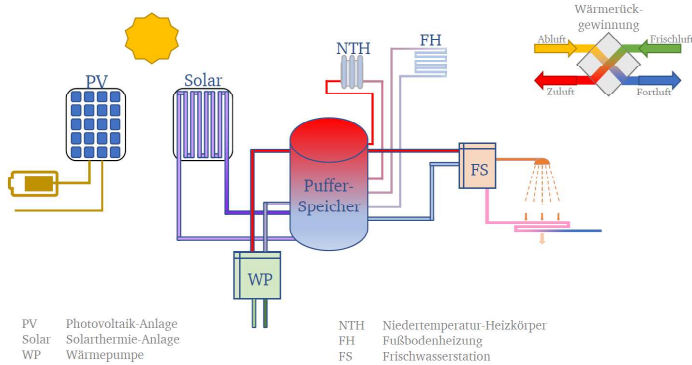 Wärmerück-
gewinnung
Abluft
Frischluft
Zuluft
Fortluft
NTH
FH
PV
Solar
Puffer-
Speicher
FS
WP
PV Photovoltaik-Anlage
Solar Solarthermie-Anlage
WP Wärmepumpe
NTH Niedertemperatur-Heizkörper
FH Fußbodenheizung
FS Frischwasserstation